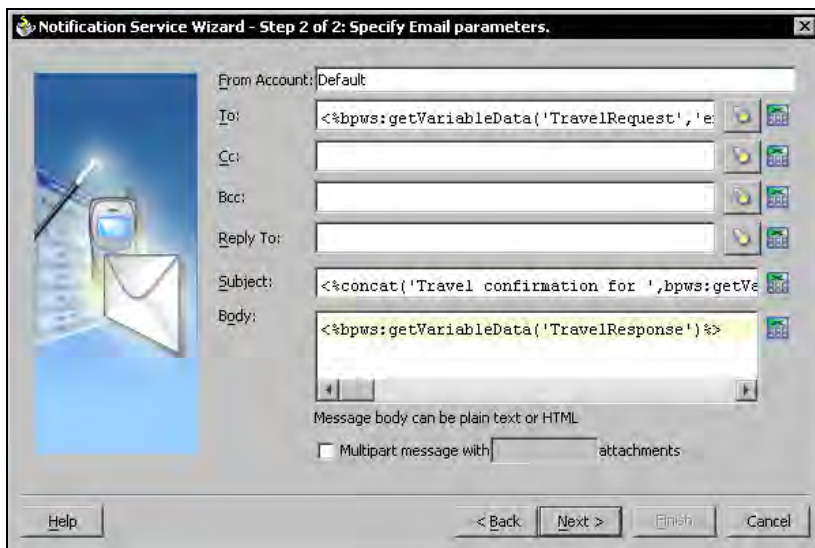 Notification Service Wizard - Step 2 of 2: Specify Email parameters.
From Account: Default
To: <%bpws:getVariableData('TravelRequest','e
Cc:
Bcc:
Reply To:
Subject: <%concat('Travel confirmation for ',bpws:getVa
Body: <%bpws:getVariableData('TravelResponse')%>
Message body can be plain text or HTML
Multipart message with attachments
Help < Back Next > Finish Cancel